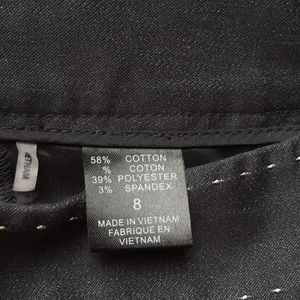 58% COTTON
% COTON
39% POLYESTER
3% SPANDEX
8
MADE IN VIETNAM
FABRIQUE EN
VIETNAM